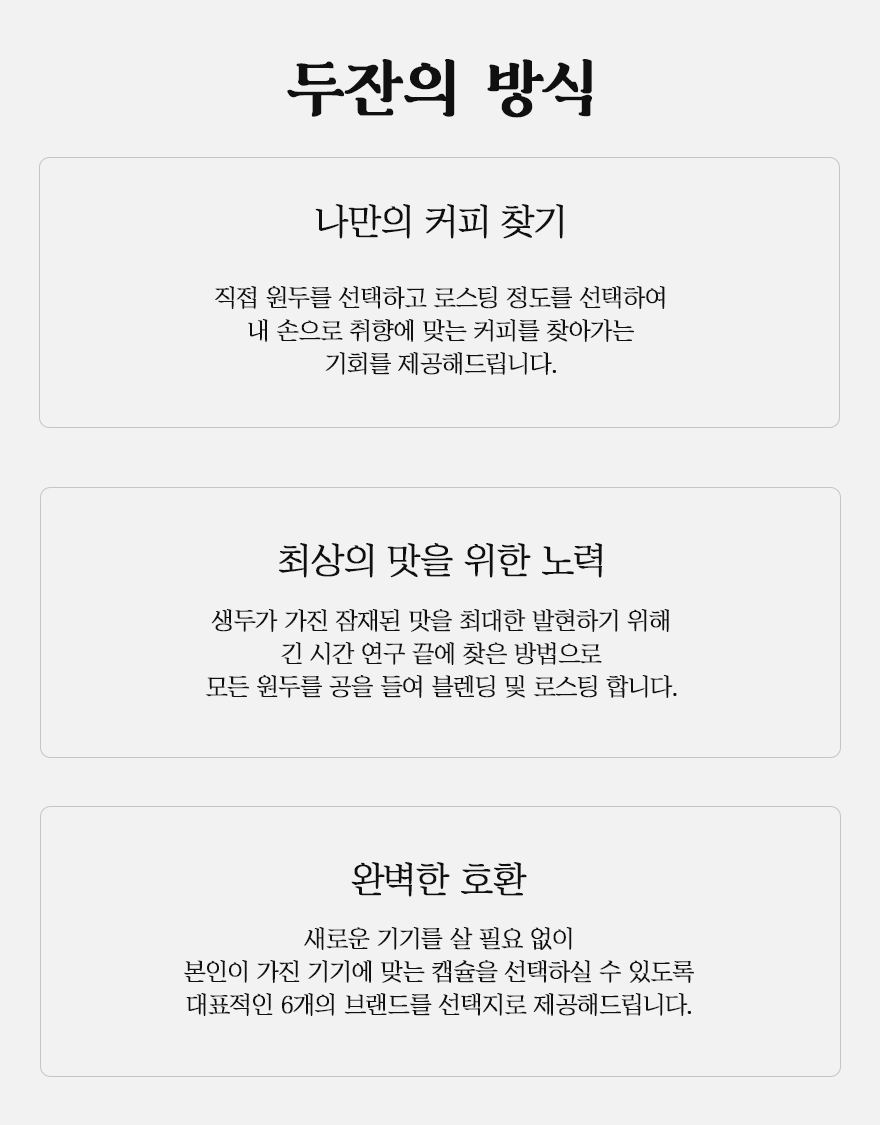 두잔의 방식
나만의 커피 찾기
직접 원두를 선택하고 로스팅 정도를 선택하여
내 손으로 취향에 맞는 커피를 찾아가는
기회를 제공해드립니다.
최상의 맛을 위한 노력
생두가 가진 잠재된 맛을 최대한 발현하기 위해
긴 시간 연구 끝에 찾은 방법으로
모든 원두를 공을 들여 블렌딩 및 로스팅 합니다.
완벽한 호환
새로운 기기를 살 필요 없이
본인이 가진 기기에 맞는 캡슐을 선택하실 수 있도록
대표적인 6개의 브랜드를 선택지로 제공해드립니다.